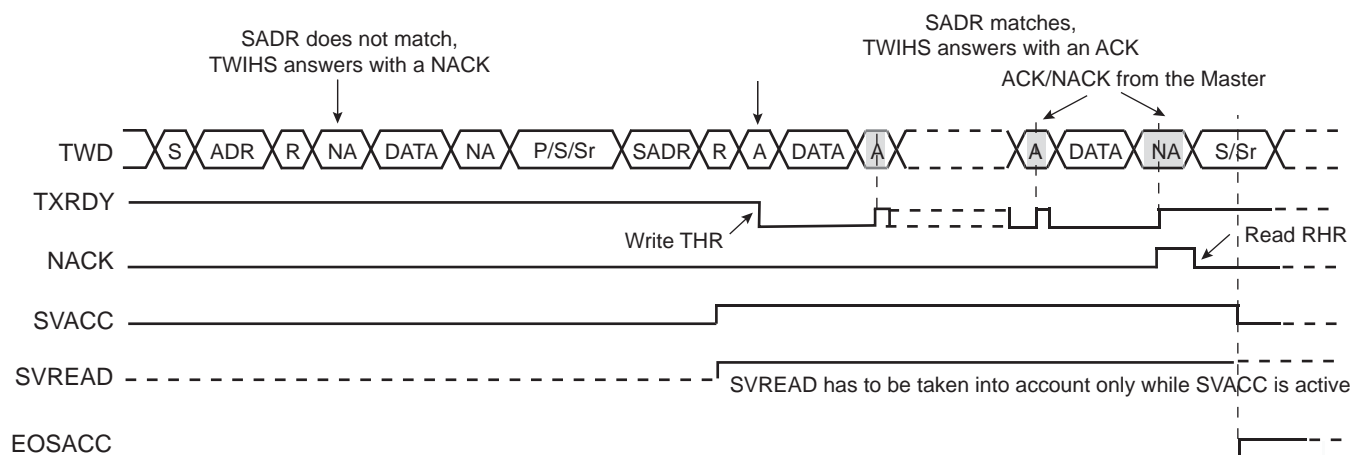 SADR does not match,
TWIHS answers with a NACK
SADR matches,
TWIHS answers with an ACK
ACK/NACK from the Master
TWD S ADR R NA DATA NA P/S/Sr SADR R A DATA A A DATA NA S/Sr
TXRDY
Write THR
Read RHR
NACK
SVACC
SVREAD
SVREAD has to be taken into account only while SVACC is active
EOSACC